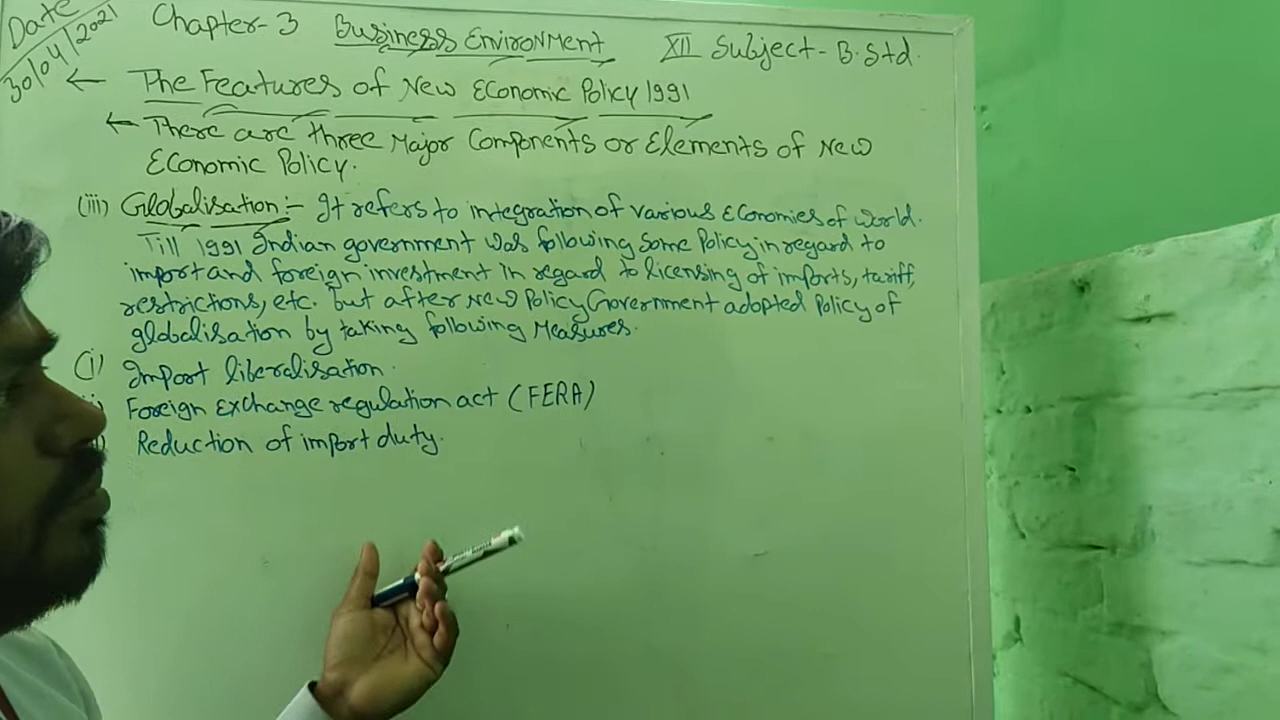 Date
30/04/2021
Chapter-3 Business Environment XII Subject- B.Std.
← The Features of New Economic Policy 1991
← There are three Major Components or Elements of New
Economic Policy.
(iii) Globalisation:- It refers to integration of various Economies of world.
Till 1991 Indian government was following some Policy in regard to
import and foreign investment in regard to licensing of imports, tariff,
restrictions, etc. but after New Policy Government adopted Policy of
globalisation by taking following Measures.
(i) Import liberalisation.
Foreign exchange regulation act (FERA)
Reduction of import duty.